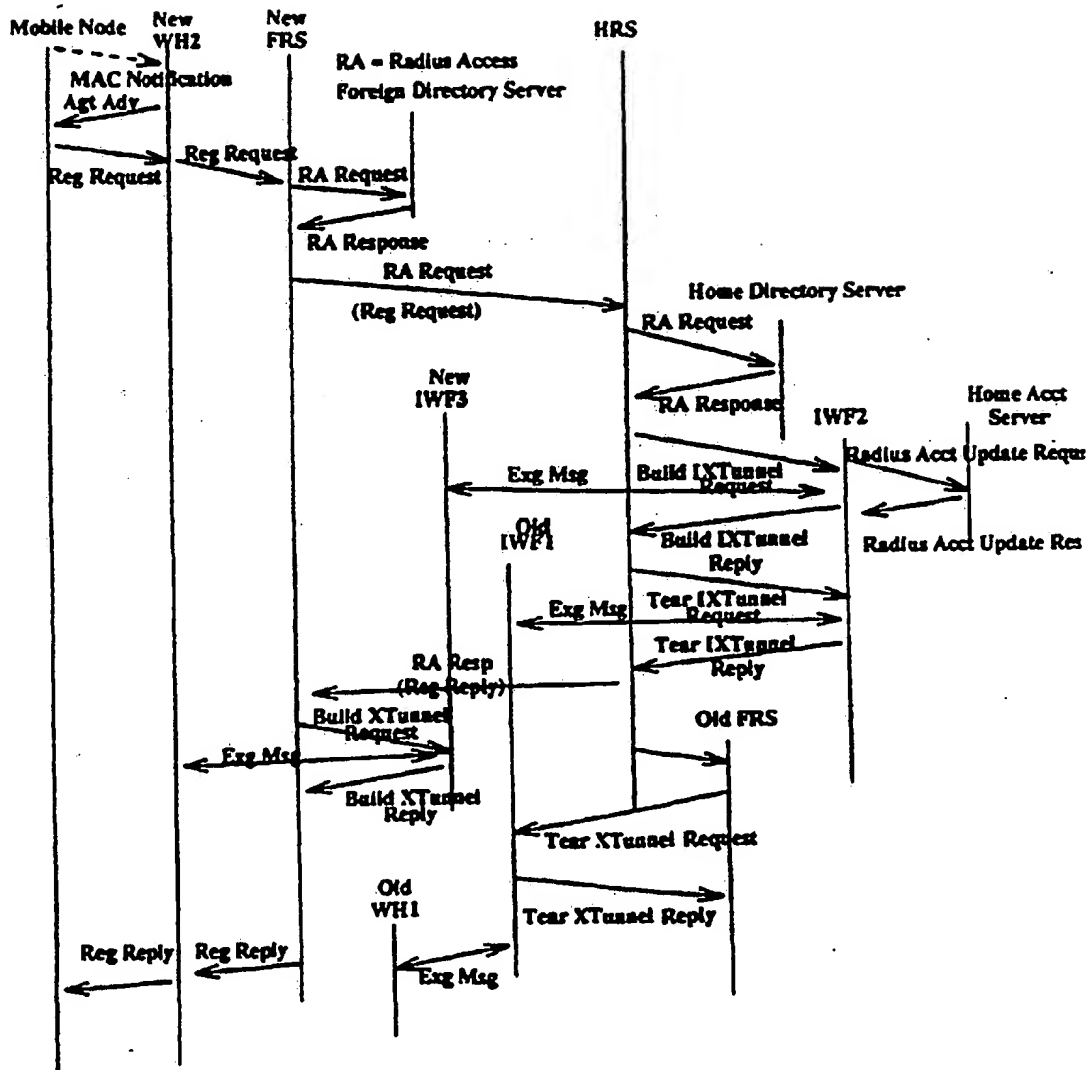 Mobile Node
New
WH2
New
FRS
HRS
RA = Radius Access
Foreign Directory Server
MAC Notification
Agt Adv
Reg Request
Reg Request
RA Request
RA Response
RA Request
(Reg Request)
Home Directory Server
RA Request
RA Response
New
IWF3
IWF2
Home Acct
Server
Radius Acct Update Requ
Exg Msg
Build IXTunnel
Request
Old
IWF1
Build IXTunnel
Reply
Radius Acct Update Res
Exg Msg
Tear IXTunnel
Request
Tear IXTunnel
Reply
RA Resp
(Reg Reply)
Build XTunnel
Request
Old FRS
Exg Msg
Build XTunnel
Reply
Tear XTunnel Request
Old
WH1
Tear XTunnel Reply
Reg Reply
Reg Reply
Exg Msg